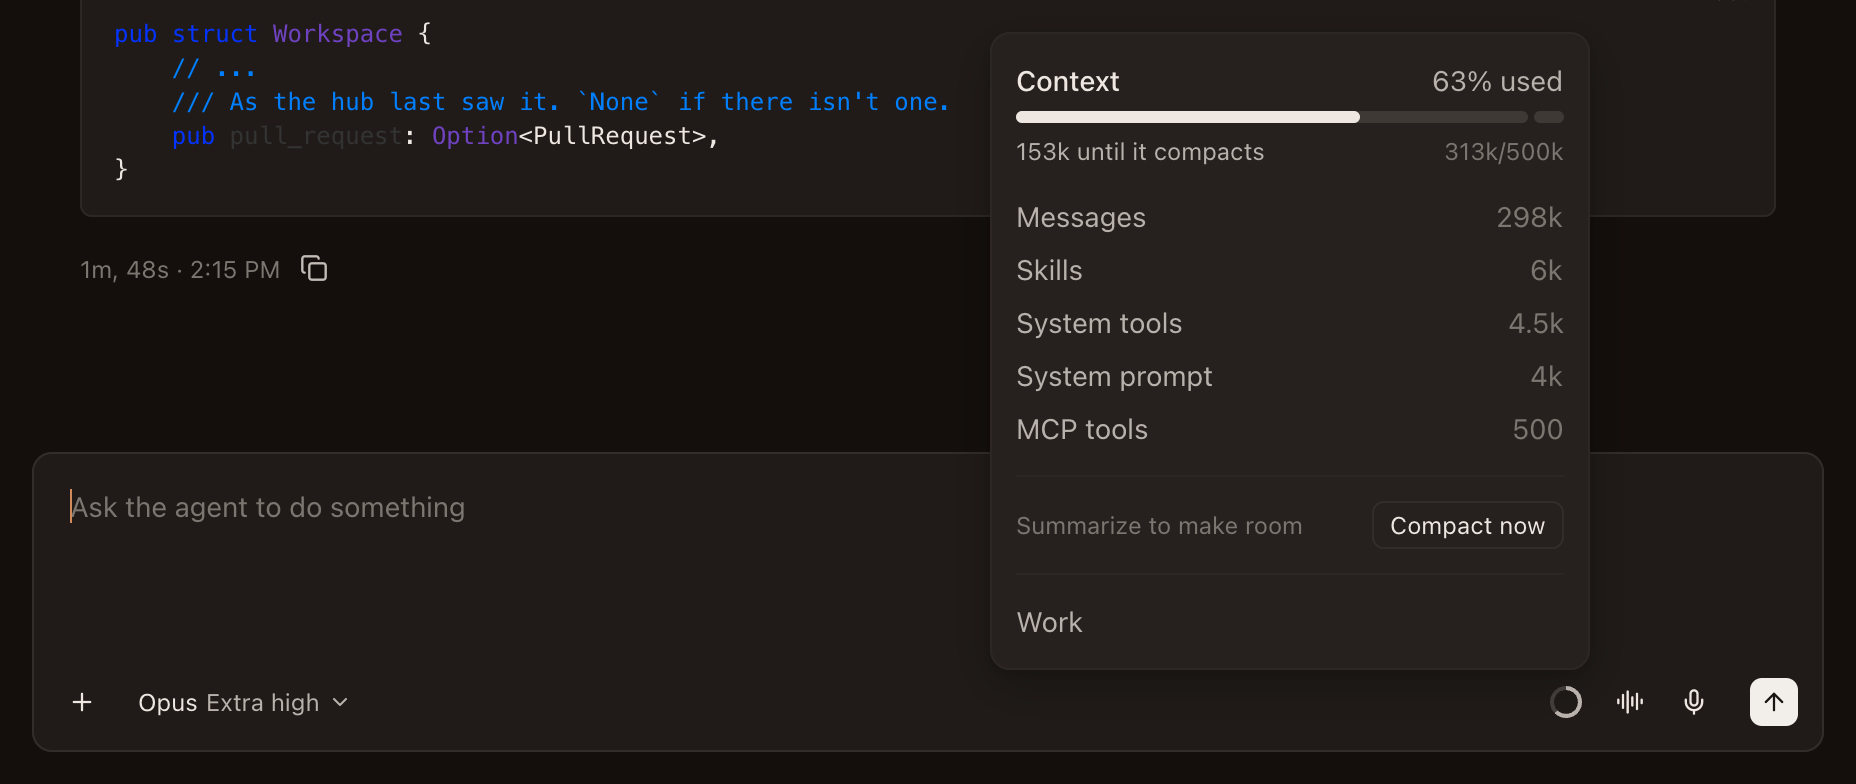 pub struct Workspace {
// ...
/// As the hub last saw it. `None` if there isn't one.
pub pull_request: Option<PullRequest>,
}
1m, 48s · 2:15 PM
Context 63% used
153k until it compacts 313k/500k
Messages 298k
Skills 6k
System tools 4.5k
System prompt 4k
MCP tools 500
Summarize to make room Compact now
Work
Ask the agent to do something
Opus Extra high